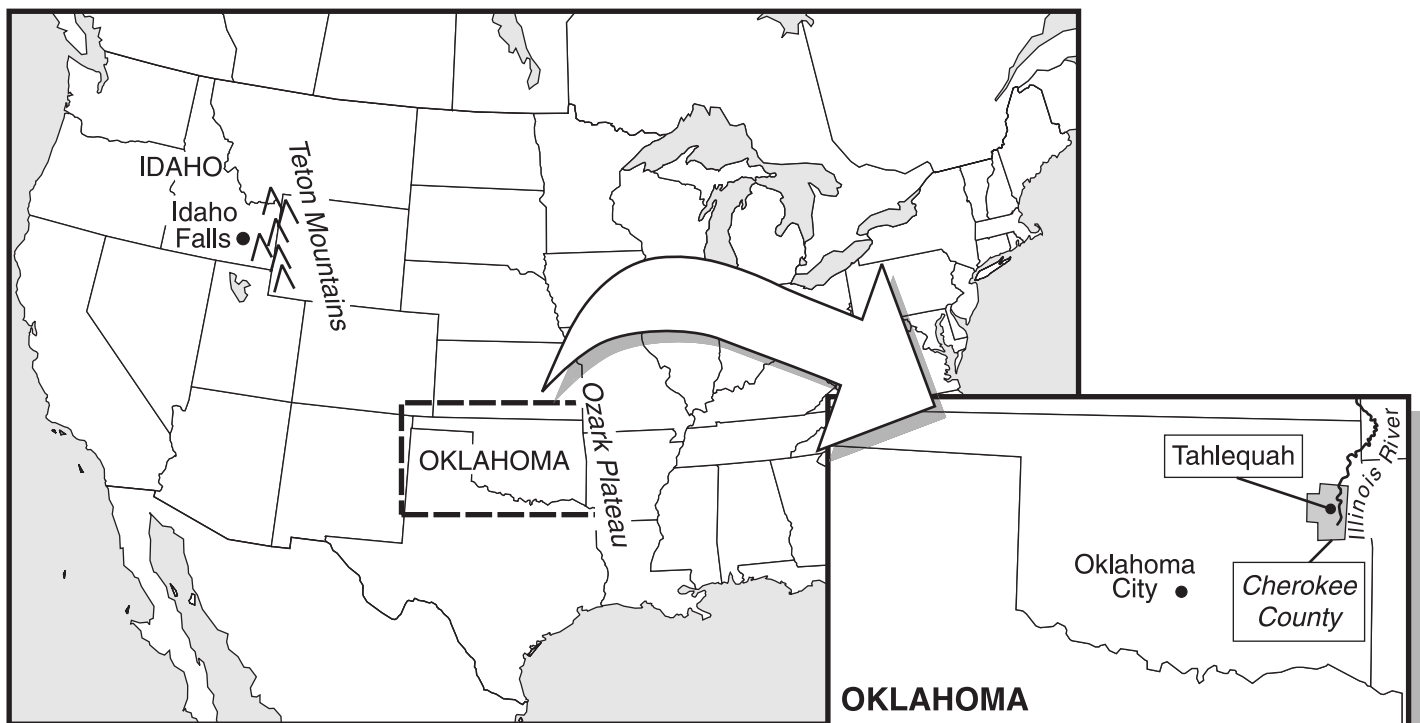 IDAHO
Idaho
Falls
Teton Mountains
OKLAHOMA
Ozark Plateau
Tahlequah
Illinois River
Oklahoma
City
Cherokee
County
OKLAHOMA